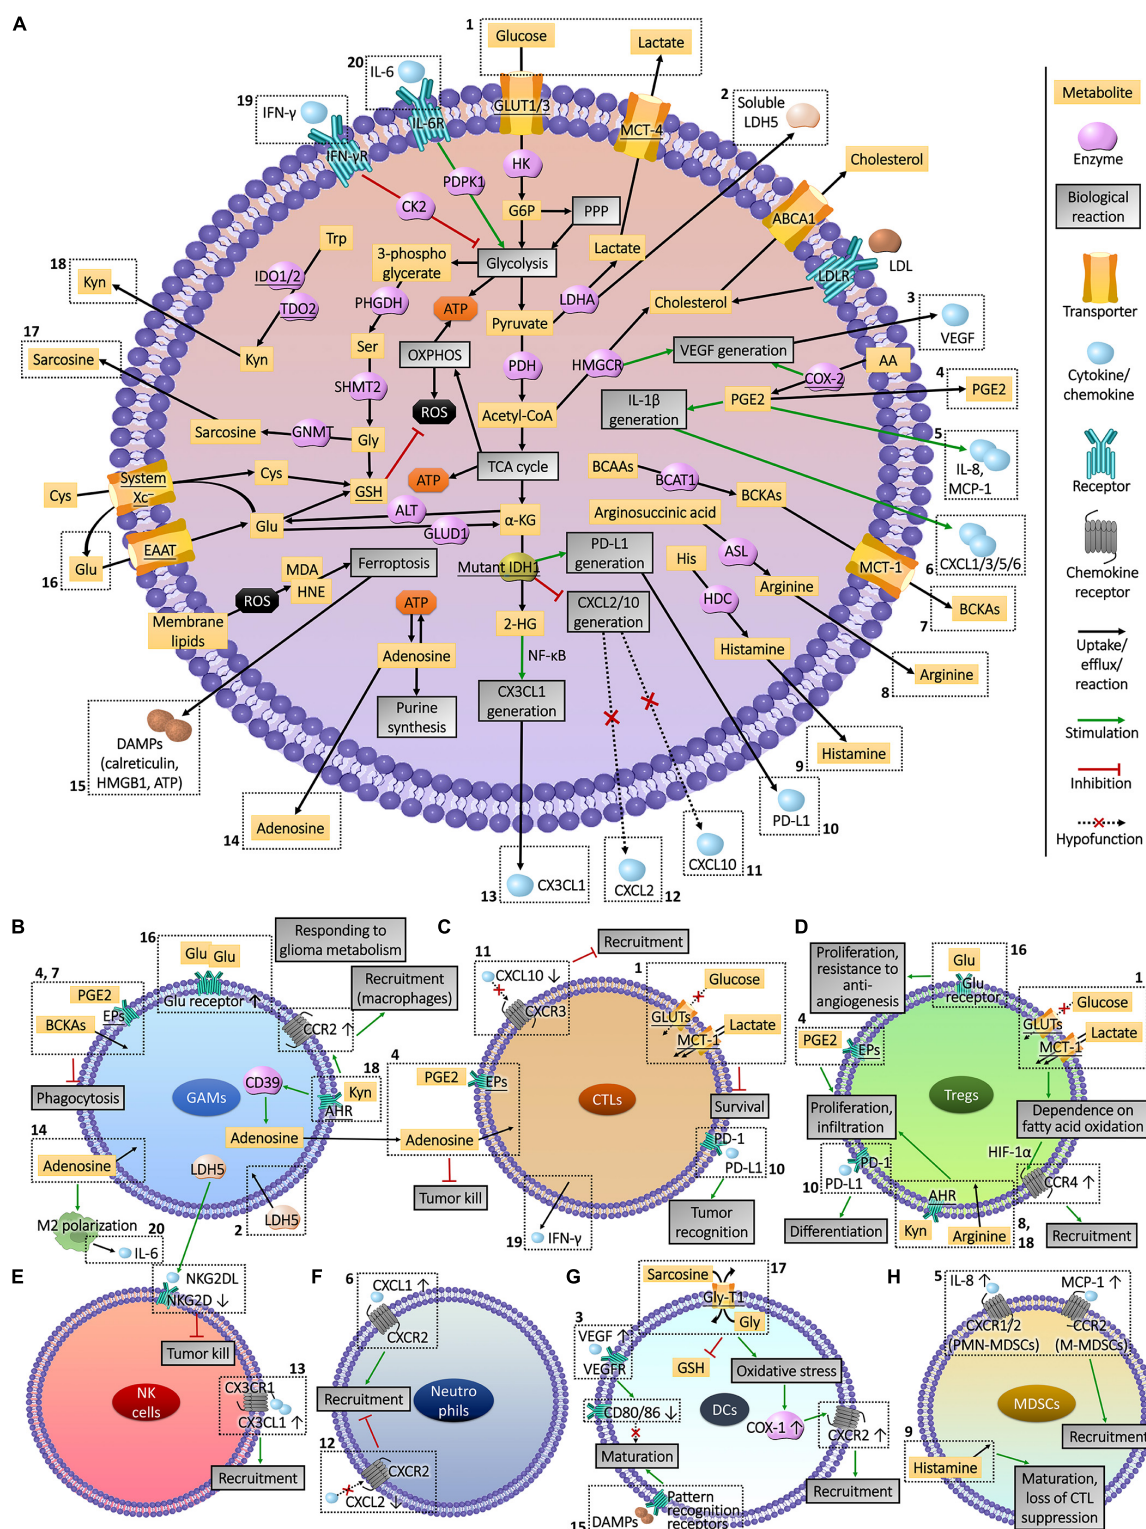 A
1
Glucose
Lactate
20
IL-6
19
IFN-γ
2
Soluble
LDH5
GLUT1/3
MCT-4
IL-6R
IFN-γR
Cholesterol
HK
PDPK1
CK2
G6P
PPP
ABCA1
LDL
LDLR
Trp
3-phospho
glycerate
Glycolysis
Lactate
18
Kyn
IDO1/2
TDO2
PHGDH
ATP
LDHA
Cholesterol
3
VEGF
17
Sarcosine
Kyn
Ser
Pyruvate
OXPHOS
PDH
HMGCR
VEGF generation
AA
COX-2
4
PGE2
SHMT2
ROS
IL-1β
generation
PGE2
Acetyl-CoA
Sarcosine
GNMT
Gly
5
IL-8,
MCP-1
System
Xc-
Cys
Cys
GSH
ATP
TCA cycle
BCAAs
BCAT1
BCKAs
Glu
ALT
GLUD1
α-KG
Arginosuccinic acid
6
CXCL1/3/5/6
EAAT
16
Glu
ASL
MCT-1
MDA
HNE
Ferroptosis
Mutant IDH1
PD-L1
generation
His
Arginine
7
BCKAs
ROS
Membrane
lipids
ATP
CXCL2/10
generation
HDC
2-HG
NF-κB
Adenosine
Histamine
8
Arginine
CX3CL1
generation
Purine
synthesis
15
DAMPs
(calreticulin,
HMGB1, ATP)
9
Histamine
14
Adenosine
PD-L1
10
13
CX3CL1
CXCL2
12
CXCL10
11
Metabolite
Enzyme
Biological
reaction
Transporter
Cytokine/
chemokine
Receptor
Chemokine
receptor
Uptake/
efflux/
reaction
Stimulation
Inhibition
Hypofunction
B
16
Glu
Glu
Glu receptor ↑
Responding to
glioma metabolism
Recruitment
(macrophages)
4, 7
PGE2
EPs
BCKAs
CCR2 ↑
Phagocytosis
GAMs
CD39
18
Kyn
AHR
Adenosine
14
Adenosine
LDH5
2
LDH5
M2 polarization
20
IL-6
C
11
CXCL10 ↓
CXCR3
Recruitment
1
Glucose
GLUTs
Lactate
MCT-1
4
PGE2
EPs
CTLs
Survival
Adenosine
PD-1
PD-L1
10
Tumor kill
Tumor
recognition
19
IFN-γ
D
Proliferation,
resistance to
anti-
angiogenesis
16
Glu
Glu
receptor
1
Glucose
GLUTs
Lactate
MCT-1
4
PGE2
EPs
Tregs
Proliferation,
infiltration
Dependence on
fatty acid oxidation
HIF-1α
PD-1
PD-L1
10
CCR4 ↑
AHR
Kyn
Arginine
8,
18
Differentiation
Recruitment
E
NKG2DL
NKG2D ↓
Tumor kill
13
CX3CR1
CX3CL1 ↑
NK
cells
Recruitment
F
6
CXCL1 ↑
CXCR2
Recruitment
Neutro
phils
12
CXCR2
CXCL2 ↓
G
17
Sarcosine
Gly-T1
Gly
3
VEGF ↑
VEGFR
GSH
Oxidative stress
CD80/86 ↓
DCs
COX-1 ↑
CXCR2 ↑
Maturation
Recruitment
15
DAMPs
Pattern
recognition
receptors
H
5
IL-8 ↑
MCP-1 ↑
CXCR1/2
(PMN-MDSCs)
CCR2
(M-MDSCs)
MDSCs
Recruitment
9
Histamine
Maturation,
loss of CTL
suppression